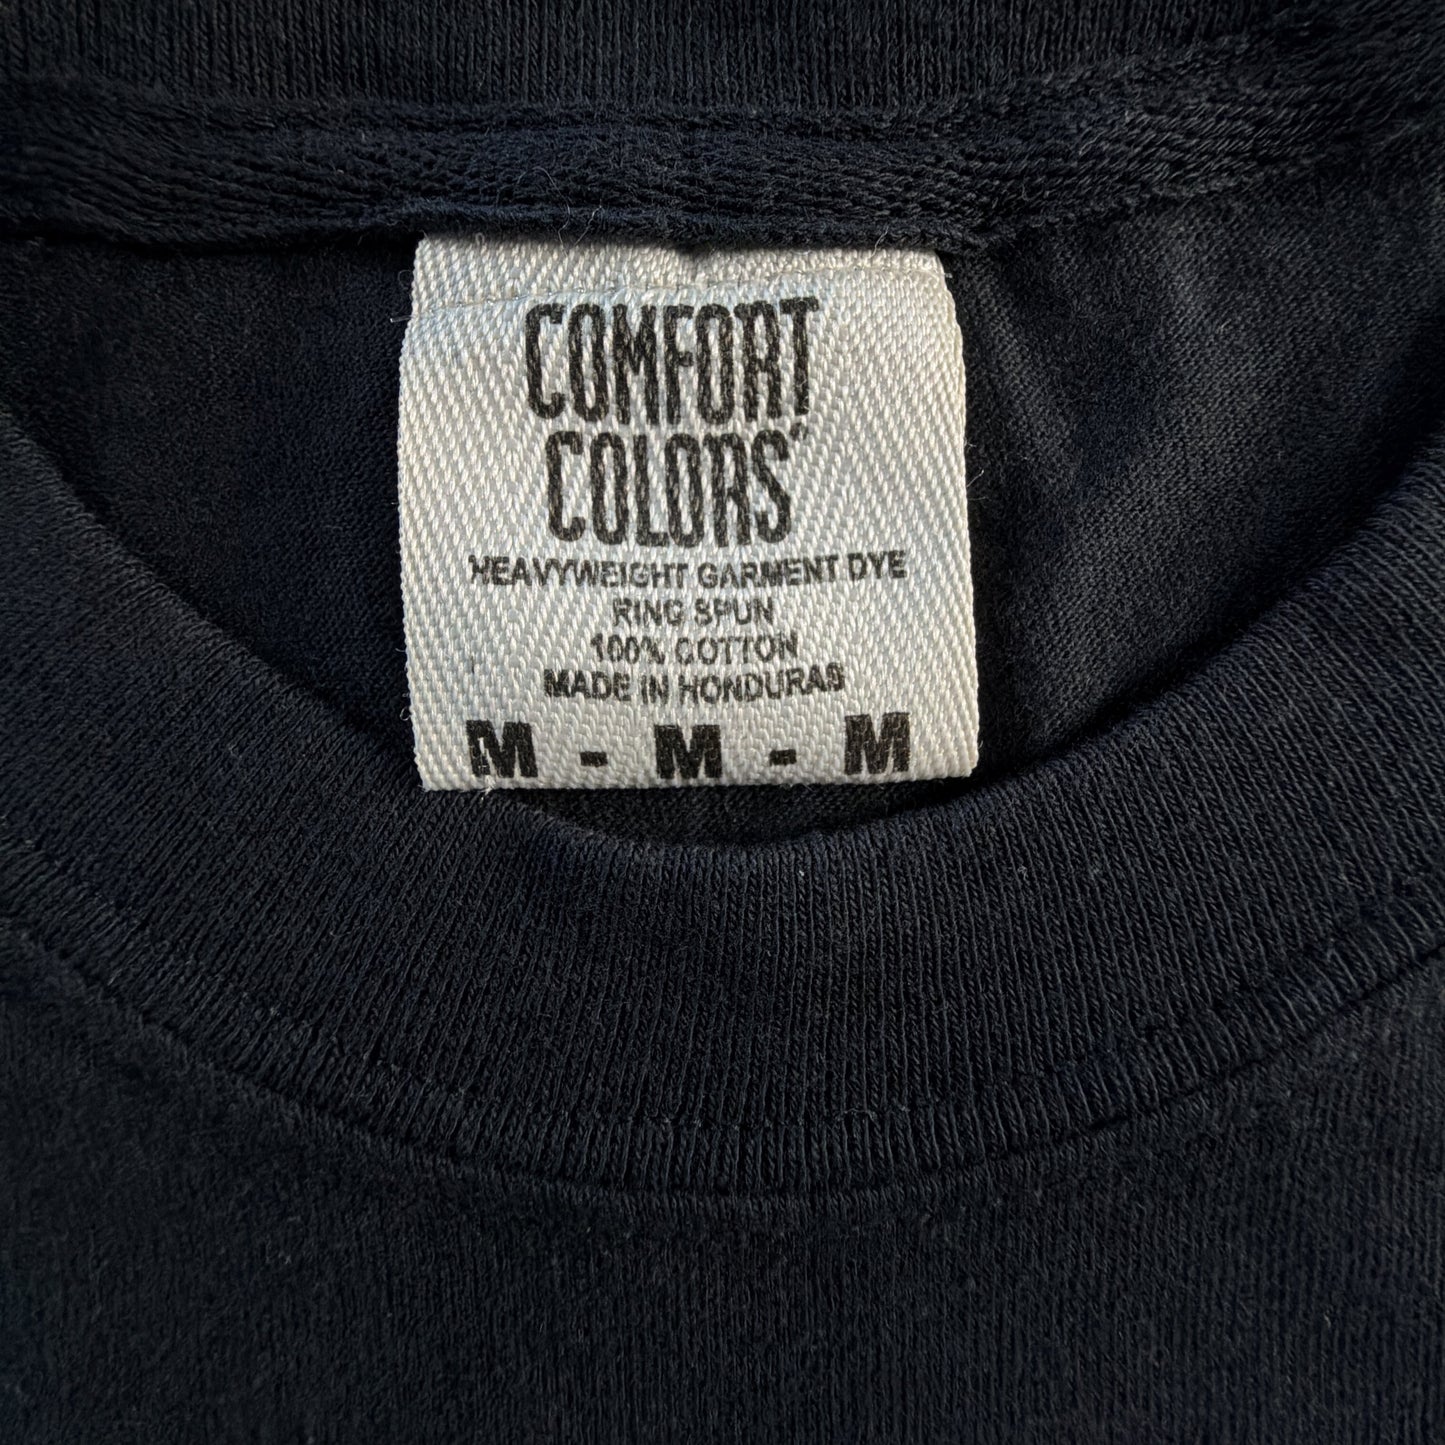 COMFORT
COLORS
HEAVYWEIGHT GARMENT DYE
RING SPUN
100% COTTON
MADE IN HONDURAS
M - M - M